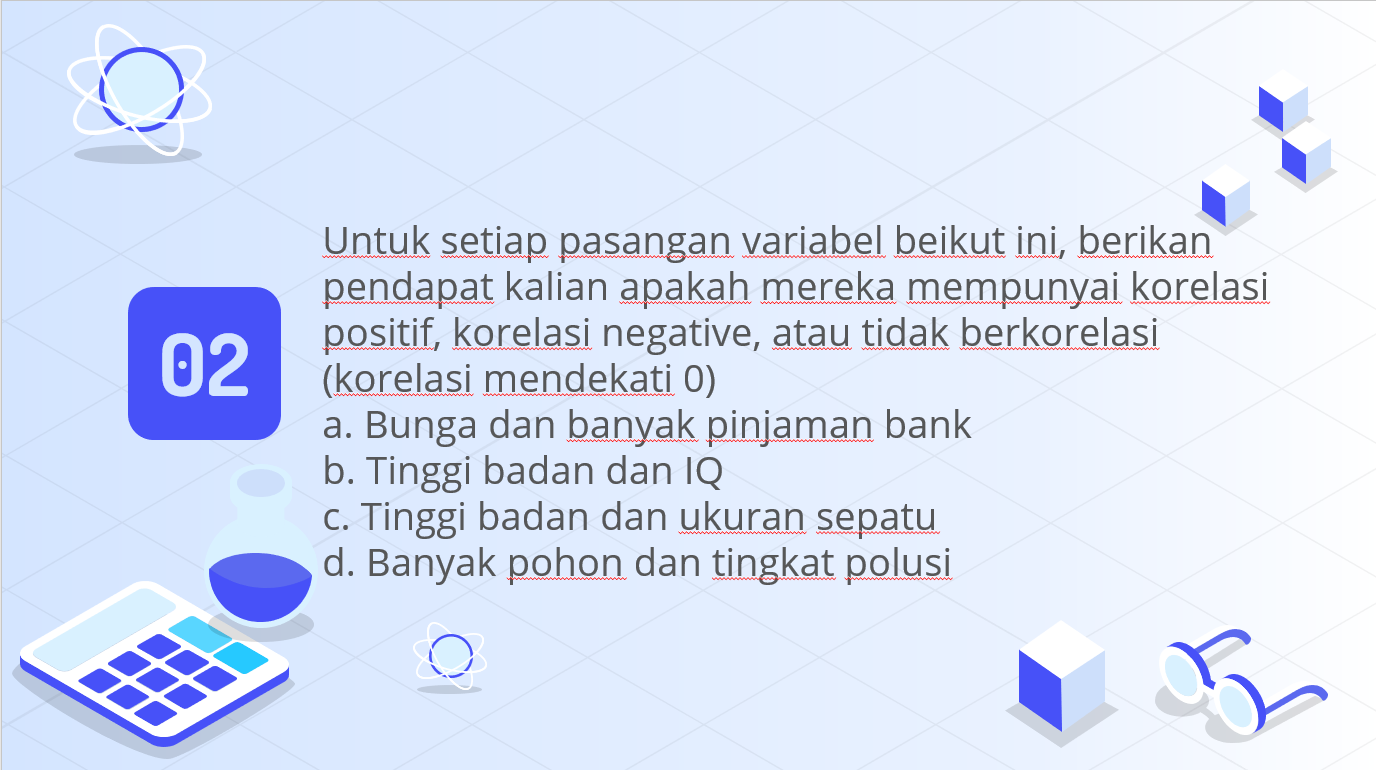 02
Untuk setiap pasangan variabel beikut ini, berikan
pendapat kalian apakah mereka mempunyai korelasi
positif, korelasi negative, atau tidak berkorelasi
(korelasi mendekati 0)
a. Bunga dan banyak pinjaman bank
b. Tinggi badan dan IQ
c. Tinggi badan dan ukuran sepatu
d. Banyak pohon dan tingkat polusi